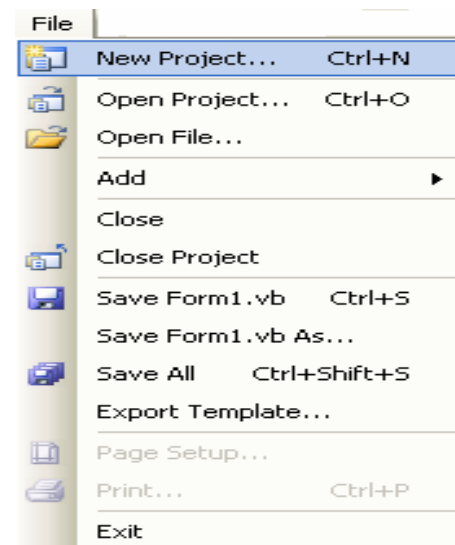 File
New Project... Ctrl+N
Open Project... Ctrl+O
Open File...
Add
Close
Close Project
Save Form1.vb Ctrl+S
Save Form1.vb As...
Save All Ctrl+Shift+S
Export Template...
Page Setup...
Print... Ctrl+P
Exit